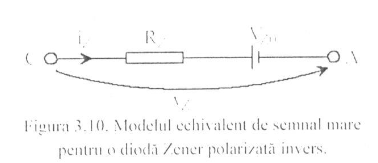 C i R V A
V
Figura 3.10. Modelul echivalent de semnal mare
pentru o diodă Zener polarizată invers.